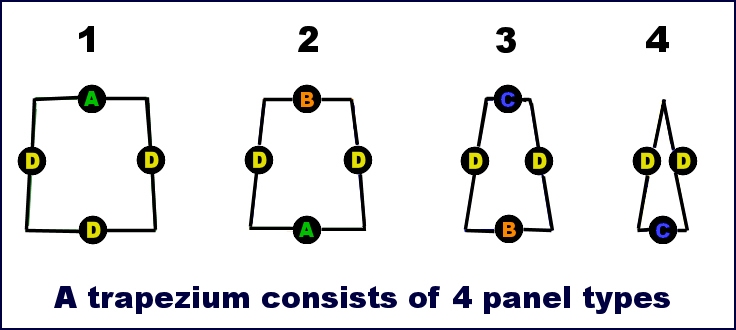 1 2 3 4
A B C
D D D D D D D D
D A B C
A trapezium consists of 4 panel types